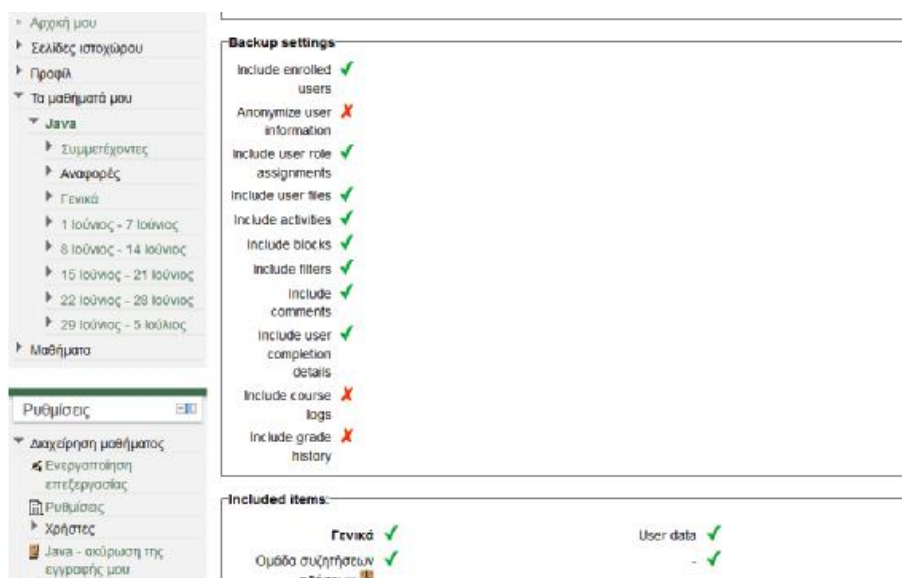 Αρχική μου
Σελίδες ιστοχώρου
Προφίλ
Τα μαθήματά μου
Java
Συμμετέχοντες
Αναφορές
Γενικά
1 Ιούνιος - 7 Ιούνιος
8 Ιούνιος - 14 Ιούνιος
15 Ιούνιος - 21 Ιούνιος
22 Ιούνιος - 28 Ιούνιος
29 Ιούνιος - 5 Ιούλιος
Μαθήματα
Ρυθμίσεις
Διαχείρηση μαθήματος
Ενεργοποίηση
επεξεργασίας
Ρυθμίσεις
Χρήστες
Java - ακύρωση της
εγγραφής μου
Backup settings
Include enrolled
users
Anonymize user
information
Include user role
assignments
Include user files
Include activities
Include blocks
Include filters
Include
comments
Include user
completion
details
Include course
logs
Include grade
history
Included items:
Γενικά
User data
Ομάδα συζητήσεων
-